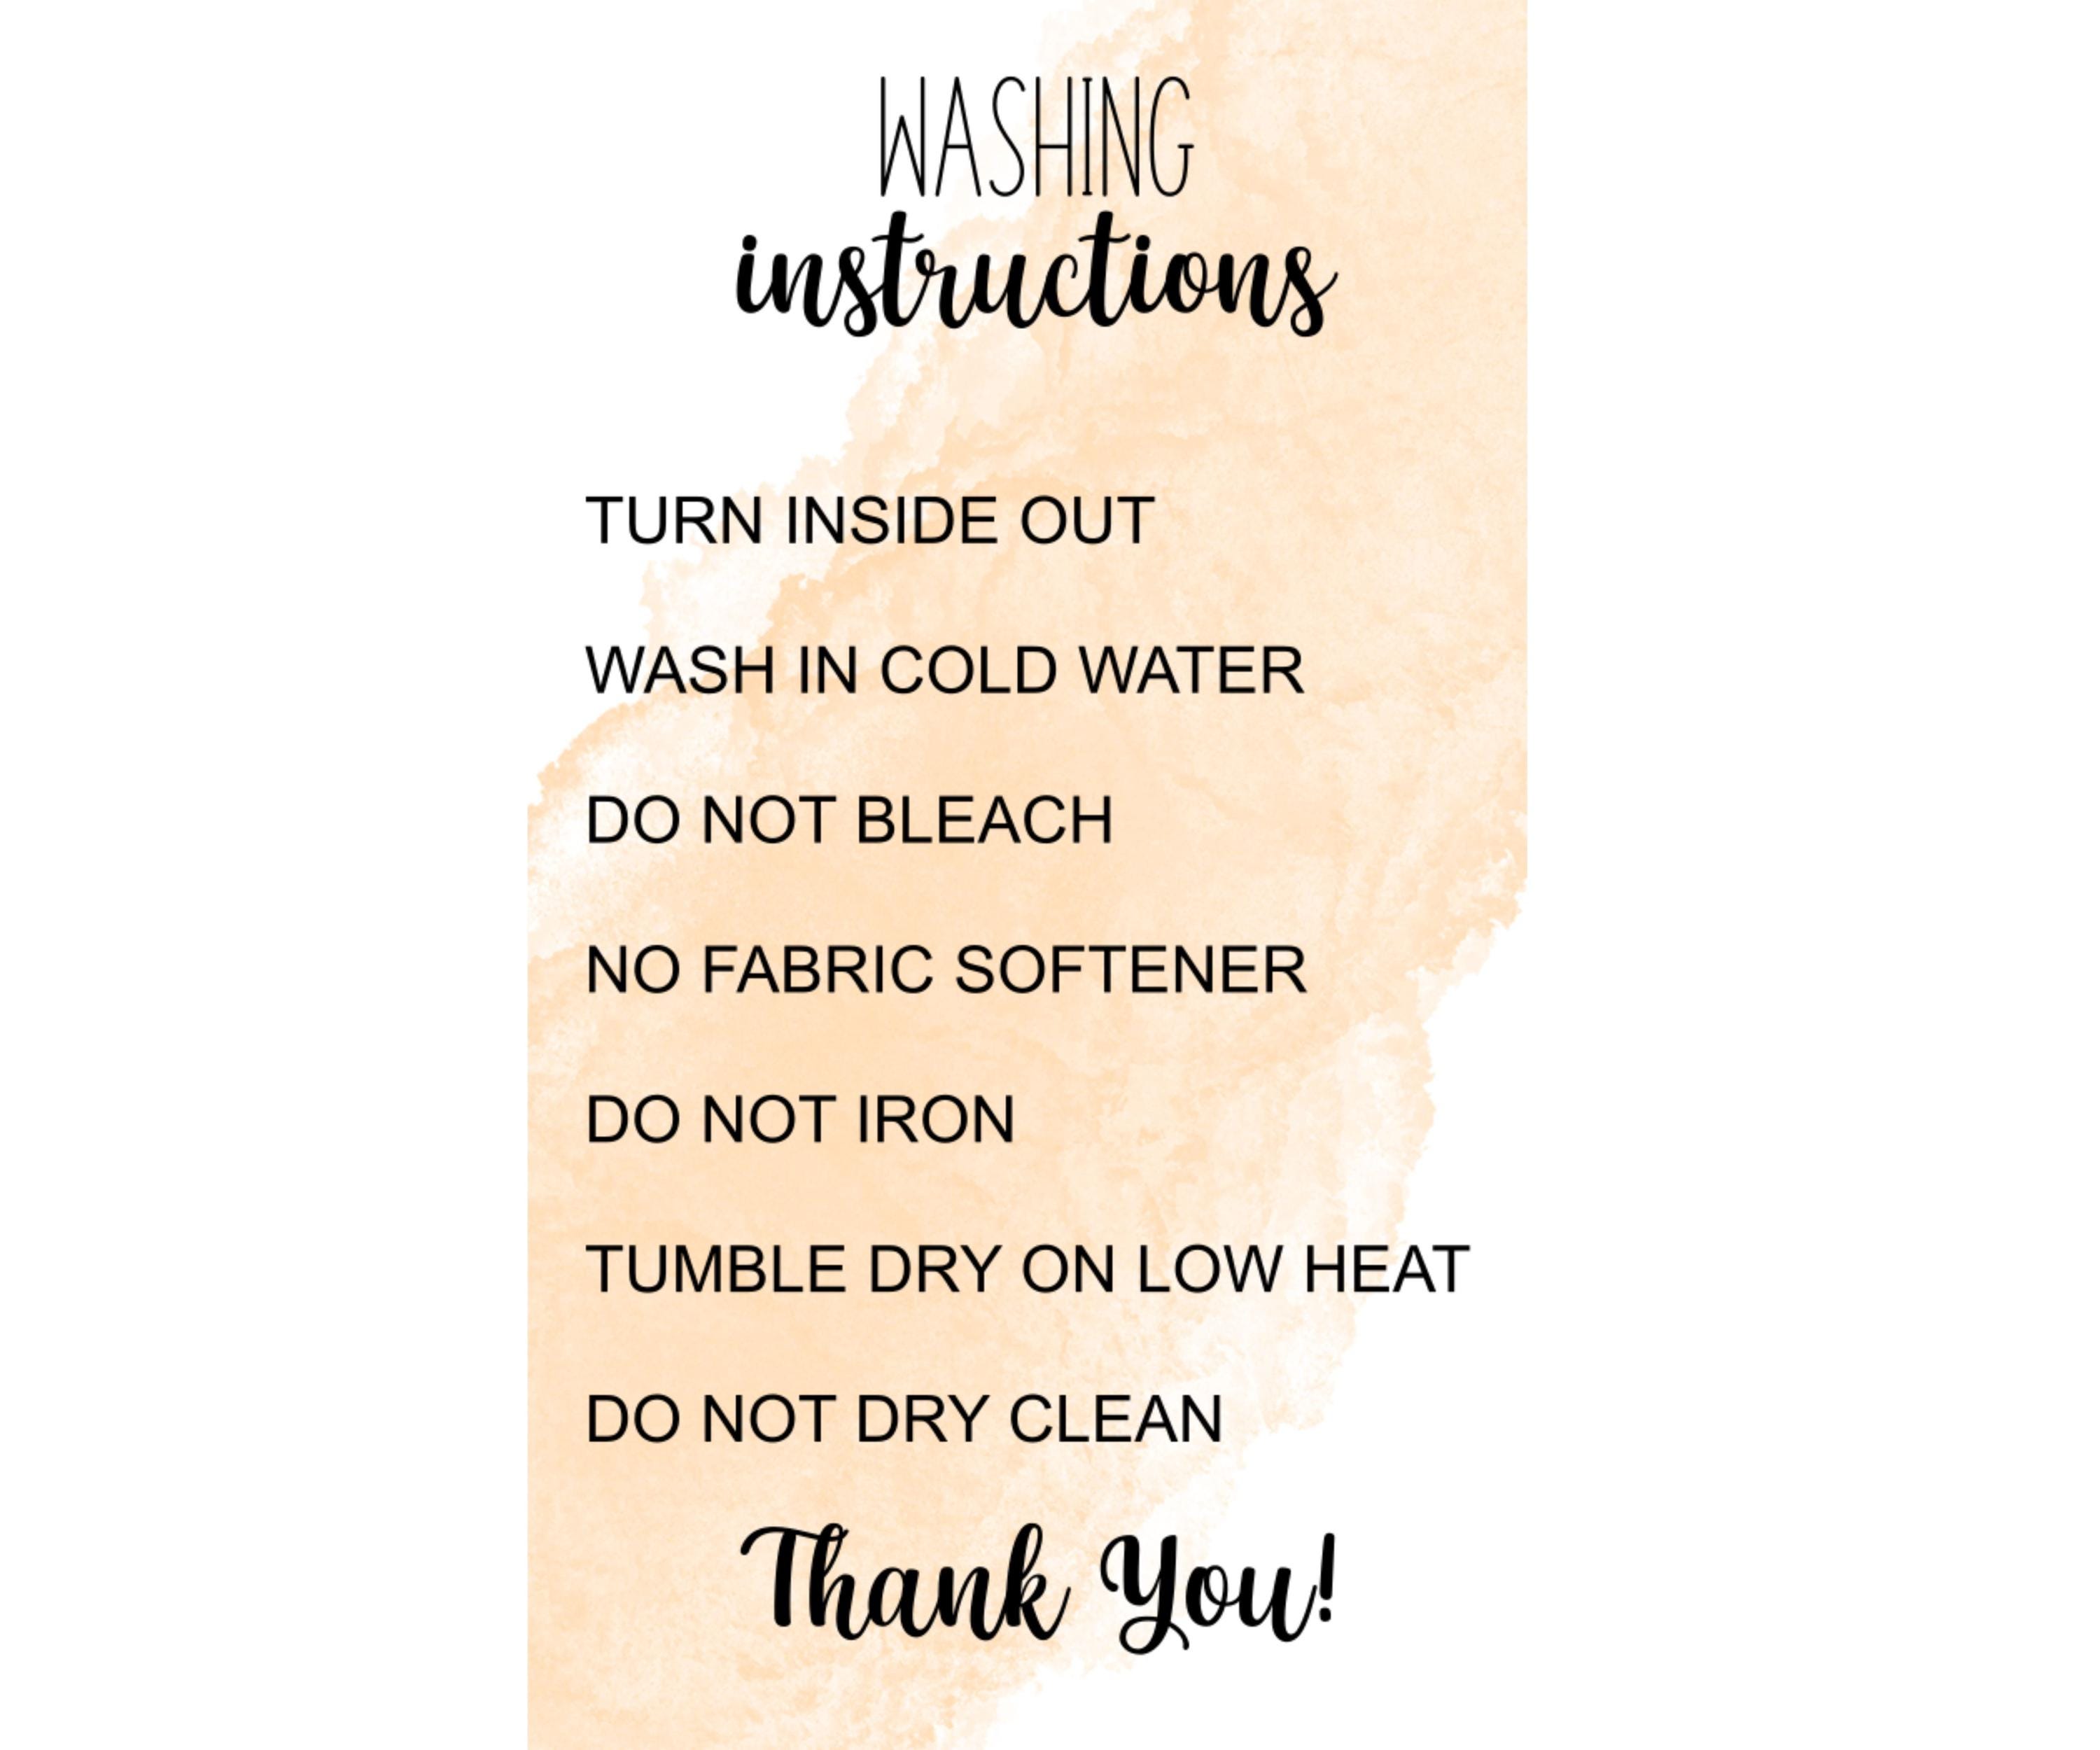 WASHING
instructions
TURN INSIDE OUT
WASH IN COLD WATER
DO NOT BLEACH
NO FABRIC SOFTENER
DO NOT IRON
TUMBLE DRY ON LOW HEAT
DO NOT DRY CLEAN
Thank You!